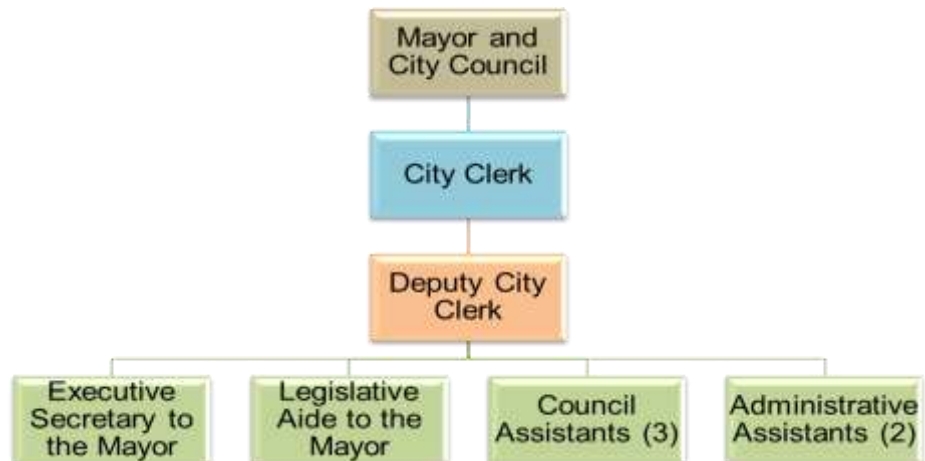 Mayor and
City Council
City Clerk
Deputy City
Clerk
Executive
Secretary to
the Mayor
Legislative
Aide to the
Mayor
Council
Assistants (3)
Administrative
Assistants (2)